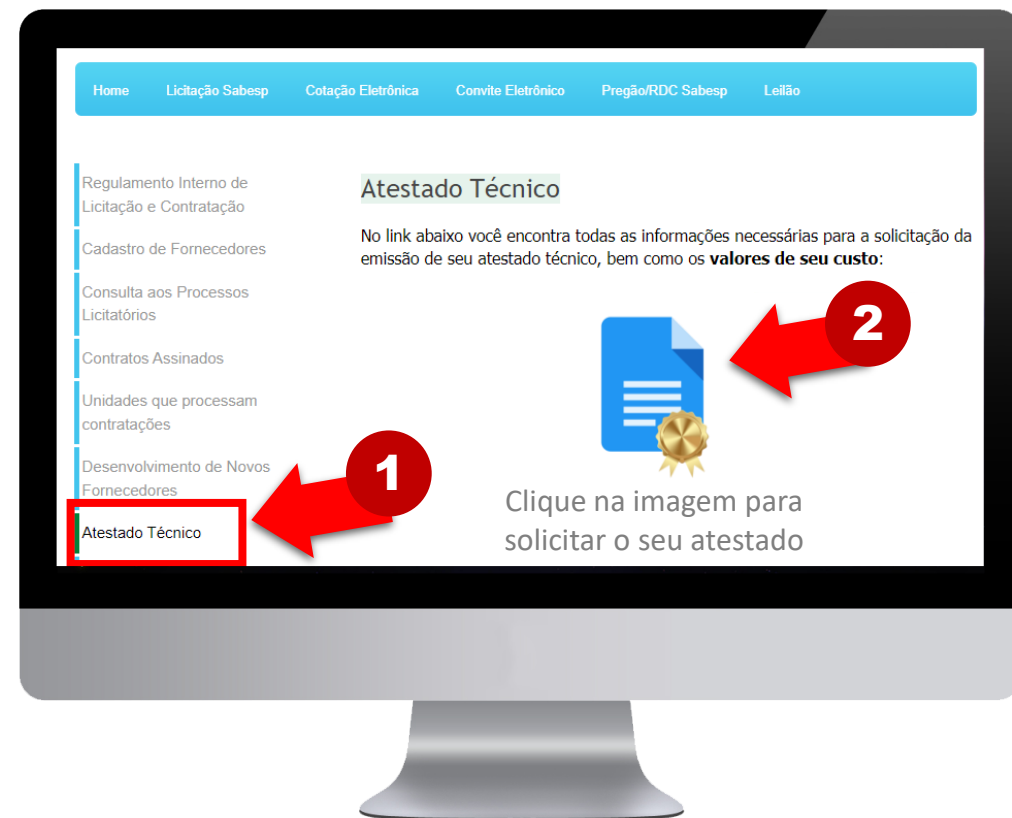 Home Licitação Sabesp Cotação Eletrônica Convite Eletrônico Pregão/RDC Sabesp Leilão
Regulamento Interno de
Licitação e Contratação
Cadastro de Fornecedores
Consulta aos Processos
Licitatórios
Contratos Assinados
Unidades que processam
contratações
Desenvolvimento de Novos
Fornecedores
Atestado Técnico
1
Atestado Técnico
No link abaixo você encontra todas as informações necessárias para a solicitação da
emissão de seu atestado técnico, bem como os valores de seu custo:
2
Clique na imagem para
solicitar o seu atestado